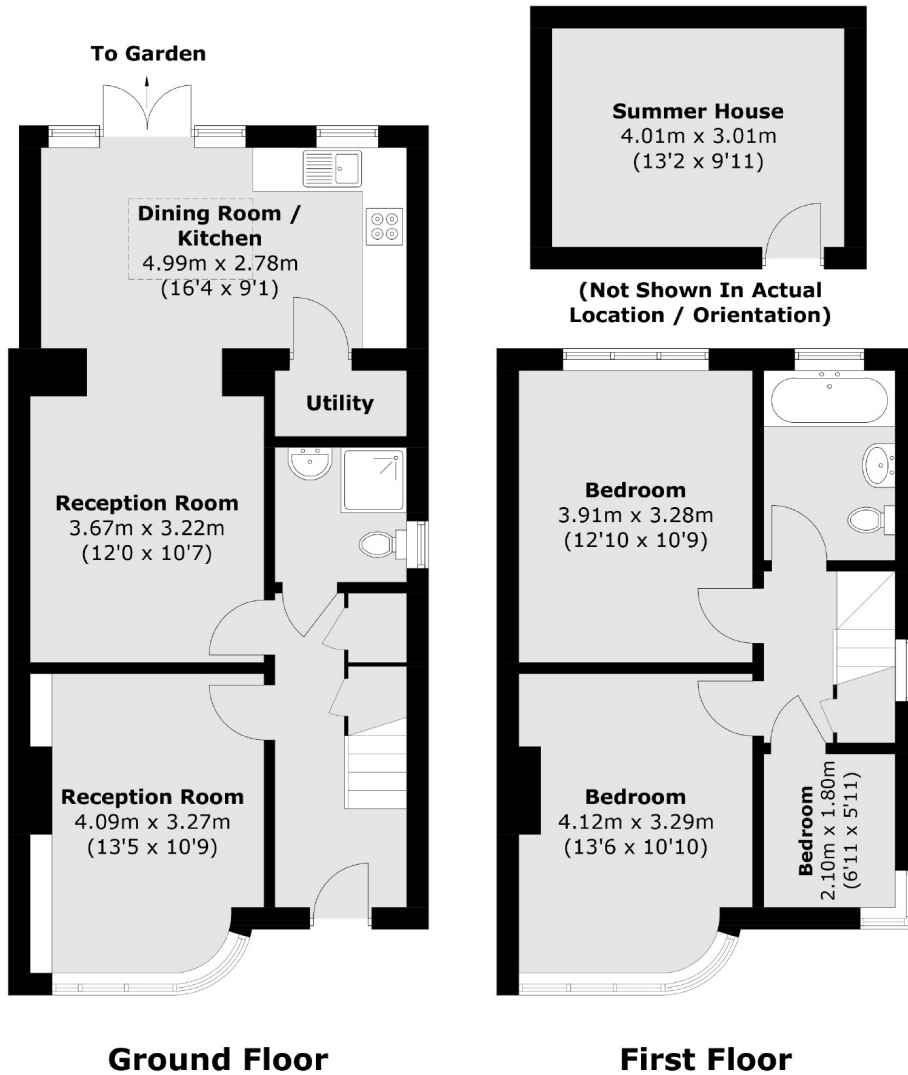 To Garden
Dining Room /
Kitchen
4.99m x 2.78m
(16'4 x 9'1)
Utility
Reception Room
3.67m x 3.22m
(12'0 x 10'7)
Reception Room
4.09m x 3.27m
(13'5 x 10'9)
Ground Floor
Summer House
4.01m x 3.01m
(13'2 x 9'11)
(Not Shown In Actual
Location / Orientation)
Bedroom
3.91m x 3.28m
(12'10 x 10'9)
Bedroom
4.12m x 3.29m
(13'6 x 10'10)
Bedroom
2.10m x 1.80m
(6'11 x 5'11)
First Floor